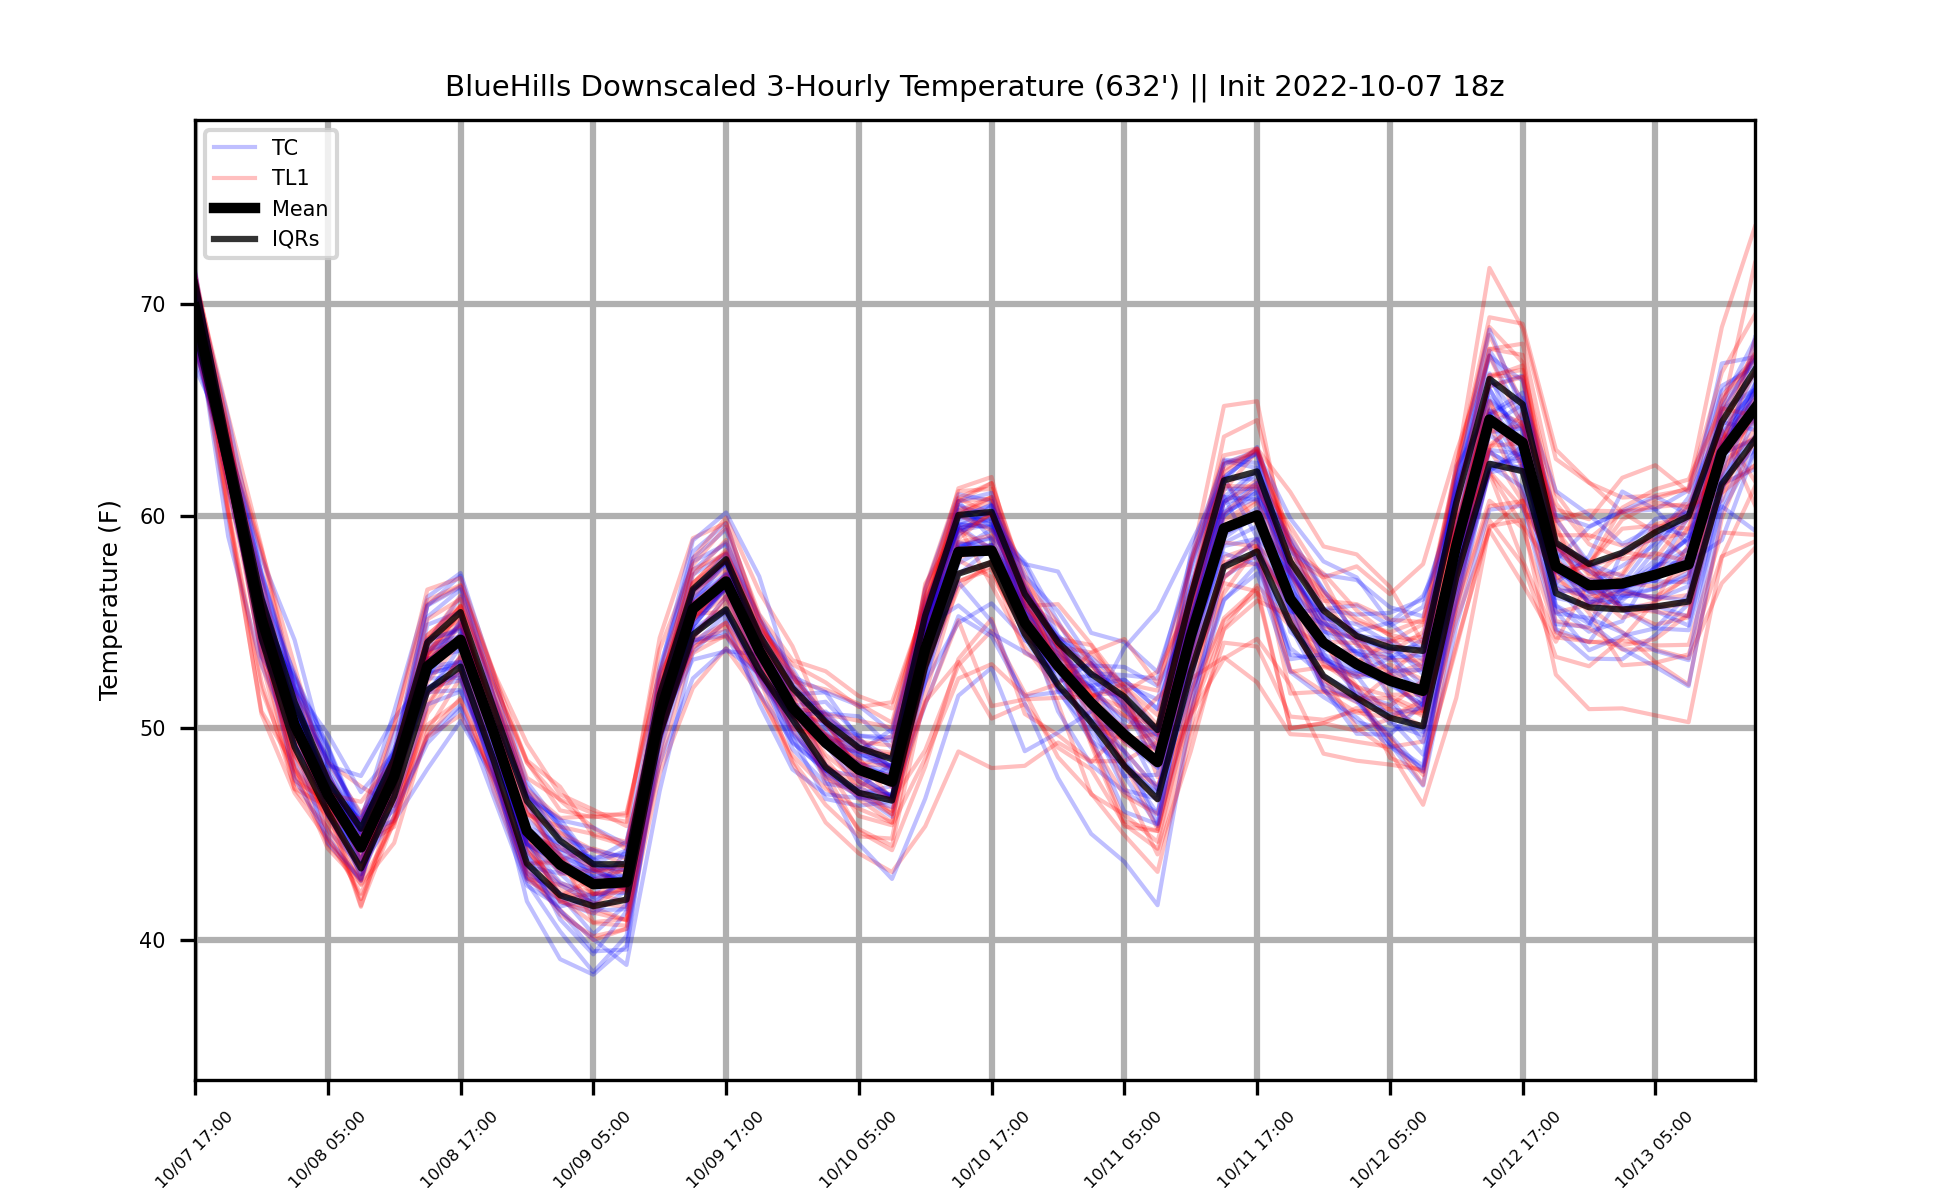 BlueHills Downscaled 3-Hourly Temperature (632') || Init 2022-10-07 18z
TC
TL1
Mean
IQRs
Temperature (F)
70
60
50
40
10/07 17:00
10/08 05:00
10/08 17:00
10/09 05:00
10/09 17:00
10/10 05:00
10/10 17:00
10/11 05:00
10/11 17:00
10/12 05:00
10/12 17:00
10/13 05:00